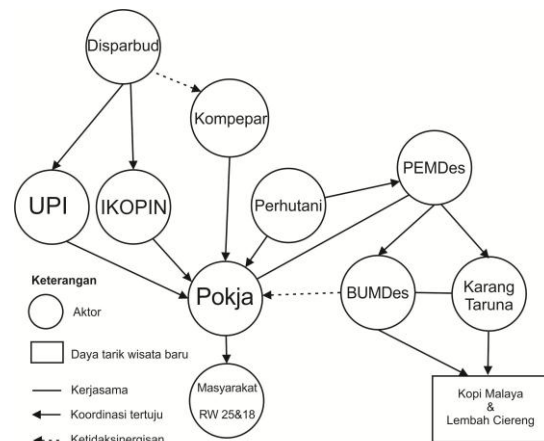 Disparbud
Kompepar
PEMDes
UPI
IKOPIN
Perhutani
Keterangan
Aktor
Pokja
BUMDes
Karang
Taruna
Daya tarik wisata baru
Kerjasama
Masyarakat
RW 25&18
Kopi Malaya
&
Lembah Ciereng
Koordinasi tertuju
Ketidaksinergisan